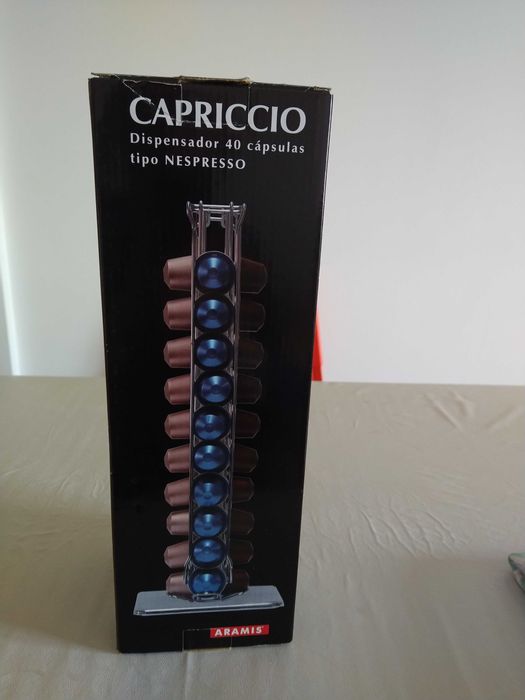 CAPRICCIO
Dispensador 40 cápsulas
tipo NESPRESSO
ARAMIS